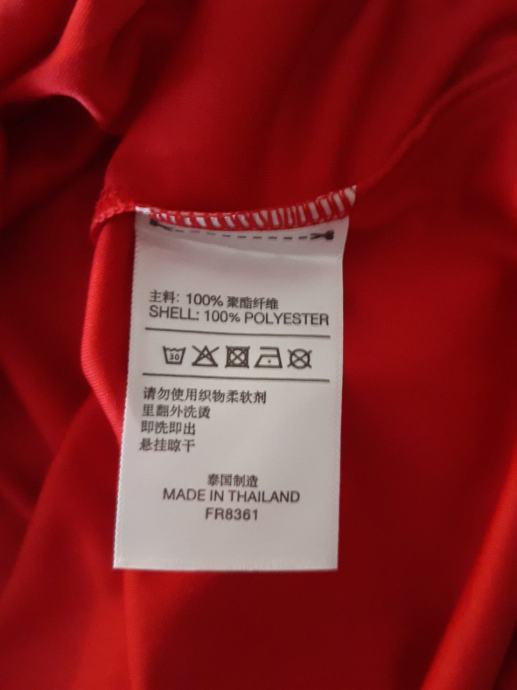 主料: 100% 聚酯纤维
SHELL: 100% POLYESTER
30
请勿使用织物柔软剂
里翻外洗烫
即洗即出
悬挂晾干
泰国制造
MADE IN THAILAND
FR8361